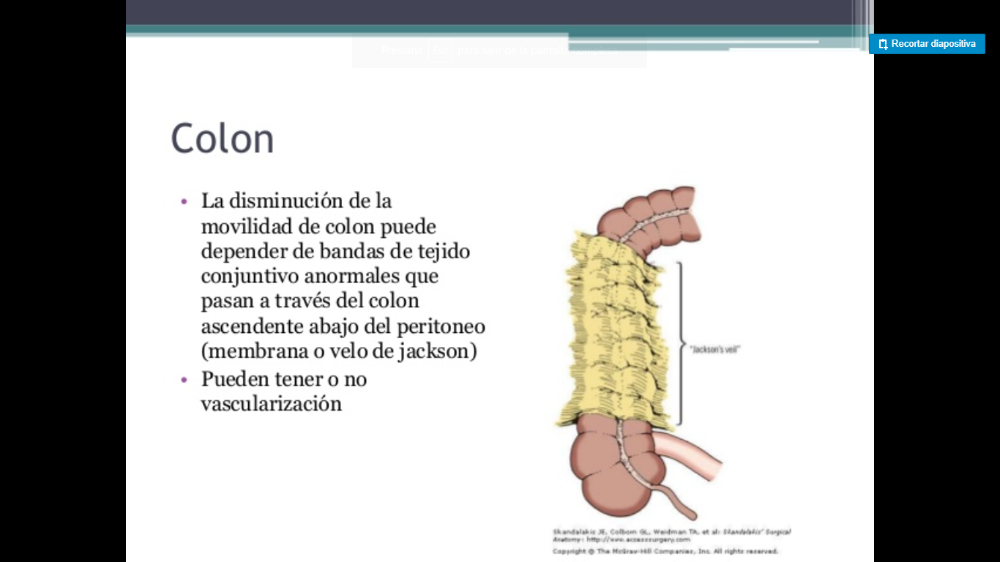 Recortar diapositiva
Presiona Esc para salir de la pantalla
Colon
• La disminución de la
movilidad de colon puede
depender de bandas de tejido
conjuntivo anormales que
pasan a través del colon
ascendente abajo del peritoneo
(membrana o velo de jackson)
• Pueden tener o no
vascularización
"Jackson's veil"
Skandalakis JE, Colborn GL, Weidman TA, et al: Skandalakis' Surgical
Anatomy: http://www.accesssurgery.com
Copyright © The McGraw-Hill Companies, Inc. All rights reserved.